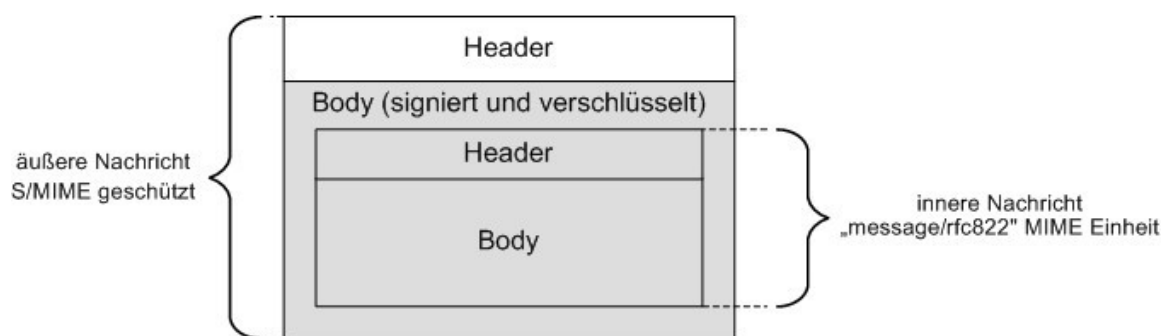 Header
Body (signiert und verschlüsselt)
Header
Body
äußere Nachricht
S/MIME geschützt
innere Nachricht
„message/rfc822" MIME Einheit